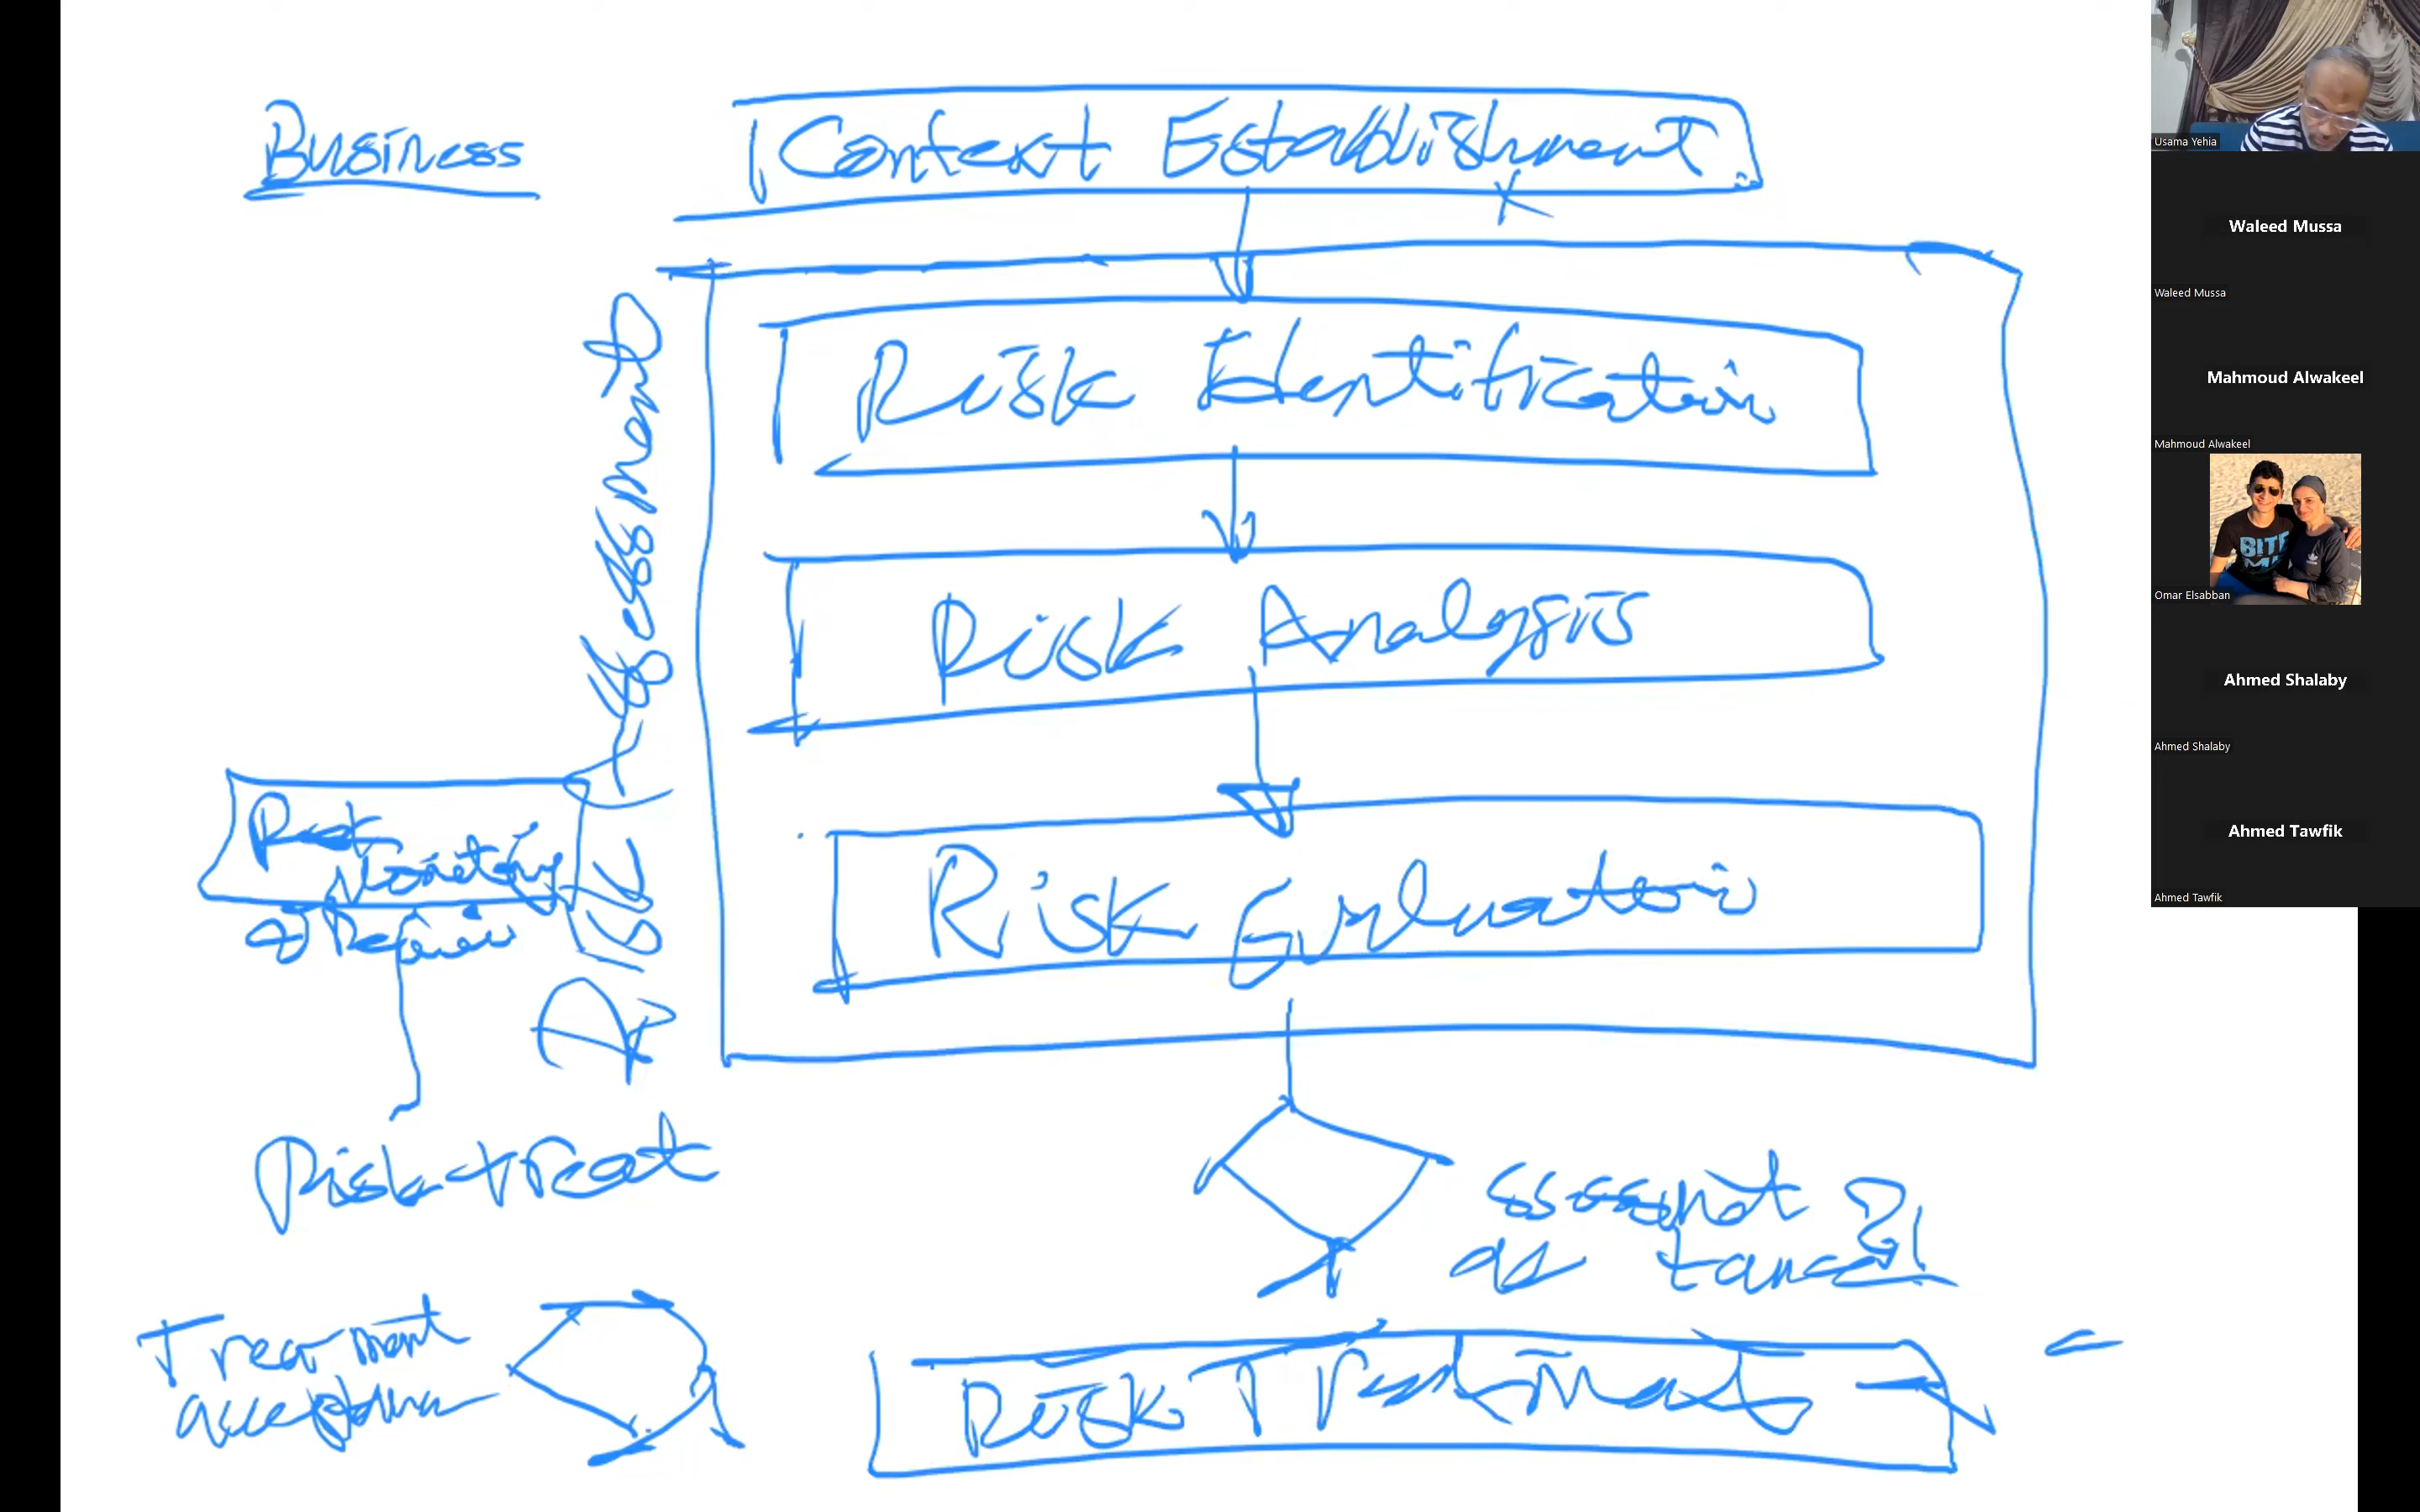 Business
Context Establishment
Risk Identification
Risk Analysis
Risk Evaluation
Risk Assessment
Monitoring
& Review
Risk treat
Treatment
acceptance
Risk Treatment
Usama Yehia
Waleed Mussa
Waleed Mussa
Mahmoud Alwakeel
Mahmoud Alwakeel
BITE
ME
Omar Elsabban
Ahmed Shalaby
Ahmed Shalaby
Ahmed Tawfik
Ahmed Tawfik